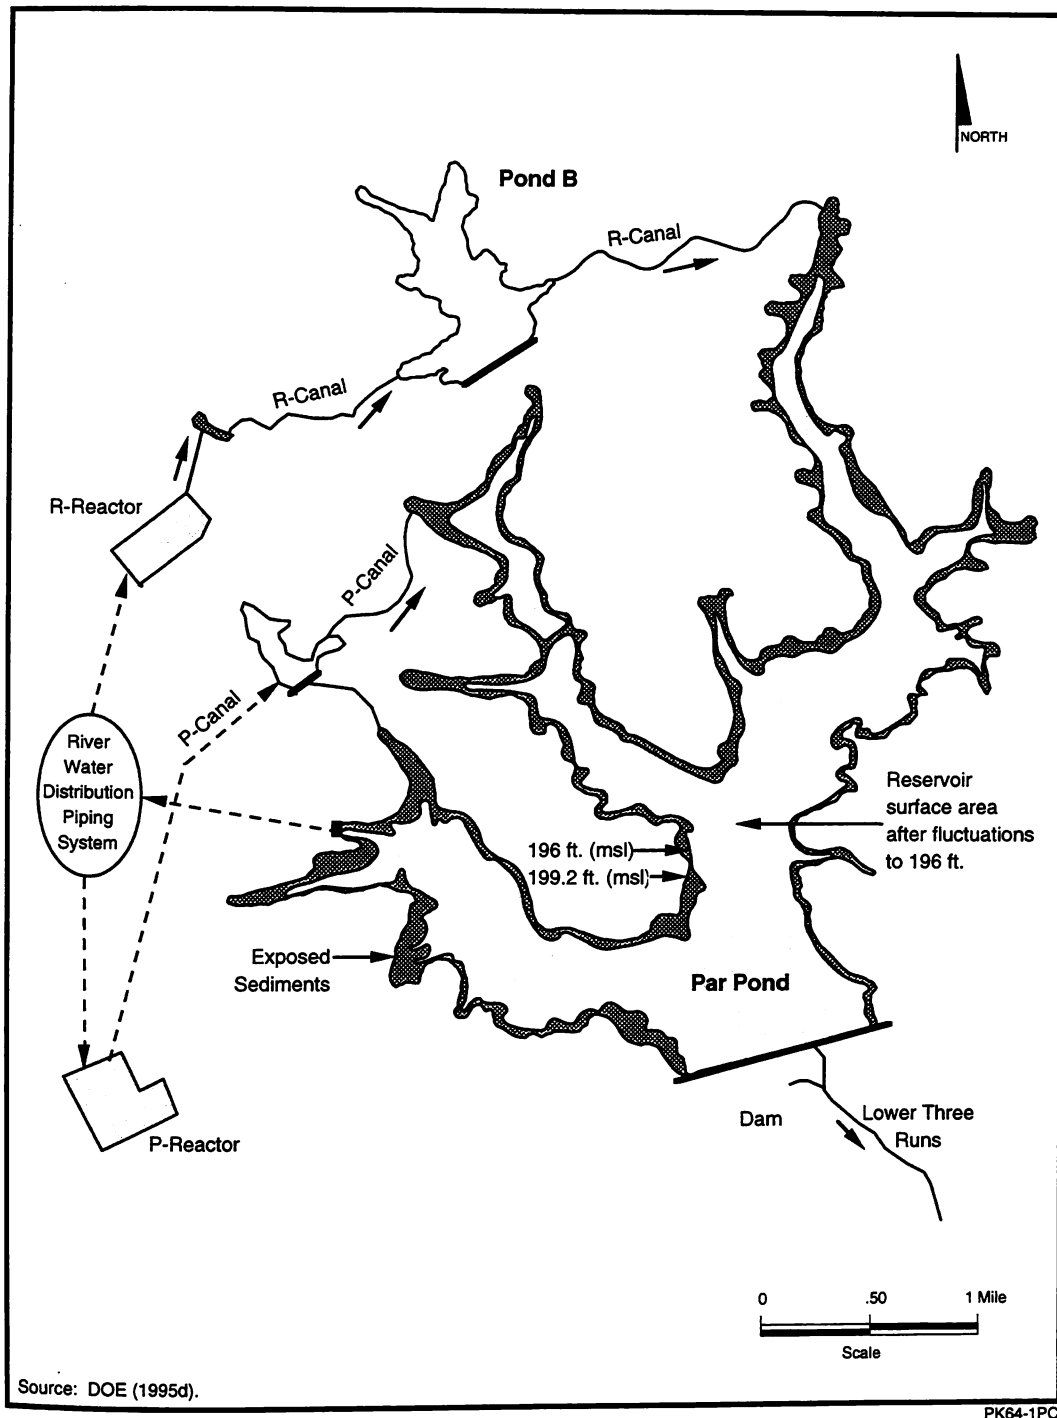 NORTH
Pond B
R-Canal
R-Canal
R-Reactor
P-Canal
P-Canal
River
Water
Distribution
Piping
System
Reservoir
surface area
after fluctuations
to 196 ft.
196 ft. (msl)
199.2 ft. (msl)
Exposed
Sediments
Par Pond
P-Reactor
Dam
Lower Three
Runs
0 .50 1 Mile
Scale
Source: DOE (1995d).
PK64-1PC